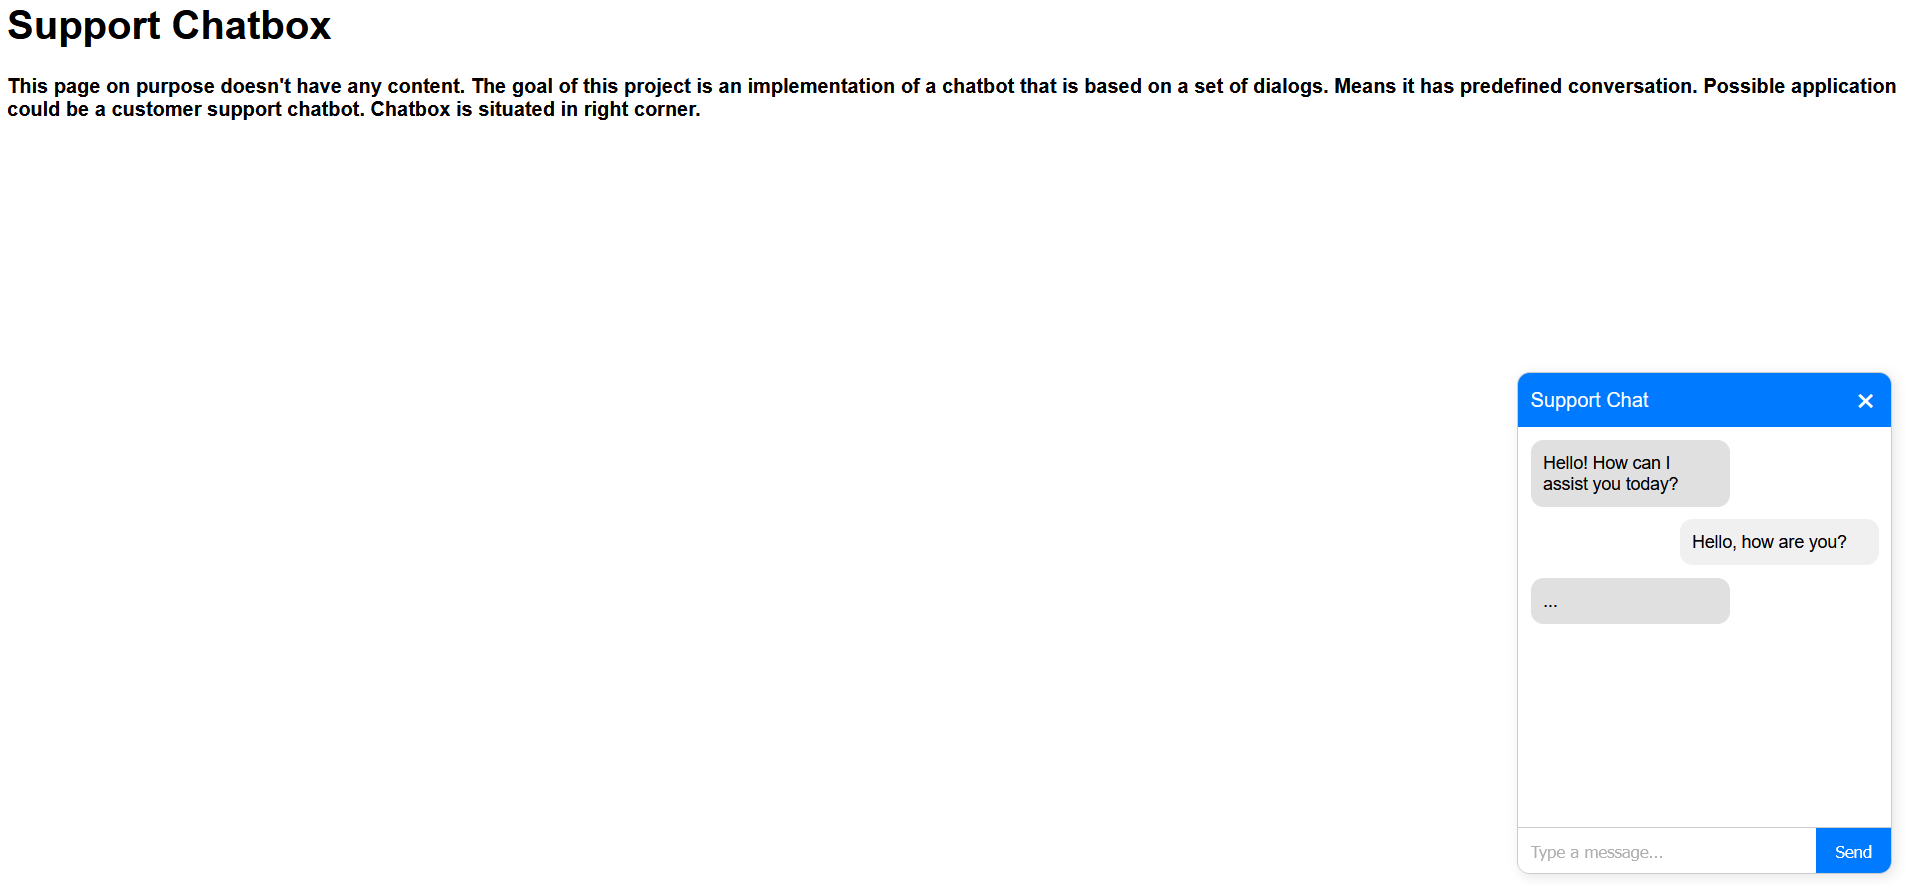 Support Chatbox
This page on purpose doesn't have any content. The goal of this project is an implementation of a chatbot that is based on a set of dialogs. Means it has predefined conversation. Possible application
could be a customer support chatbot. Chatbox is situated in right corner.
Support Chat ×
Hello! How can I
assist you today?
Hello, how are you?
...
Type a message... Send